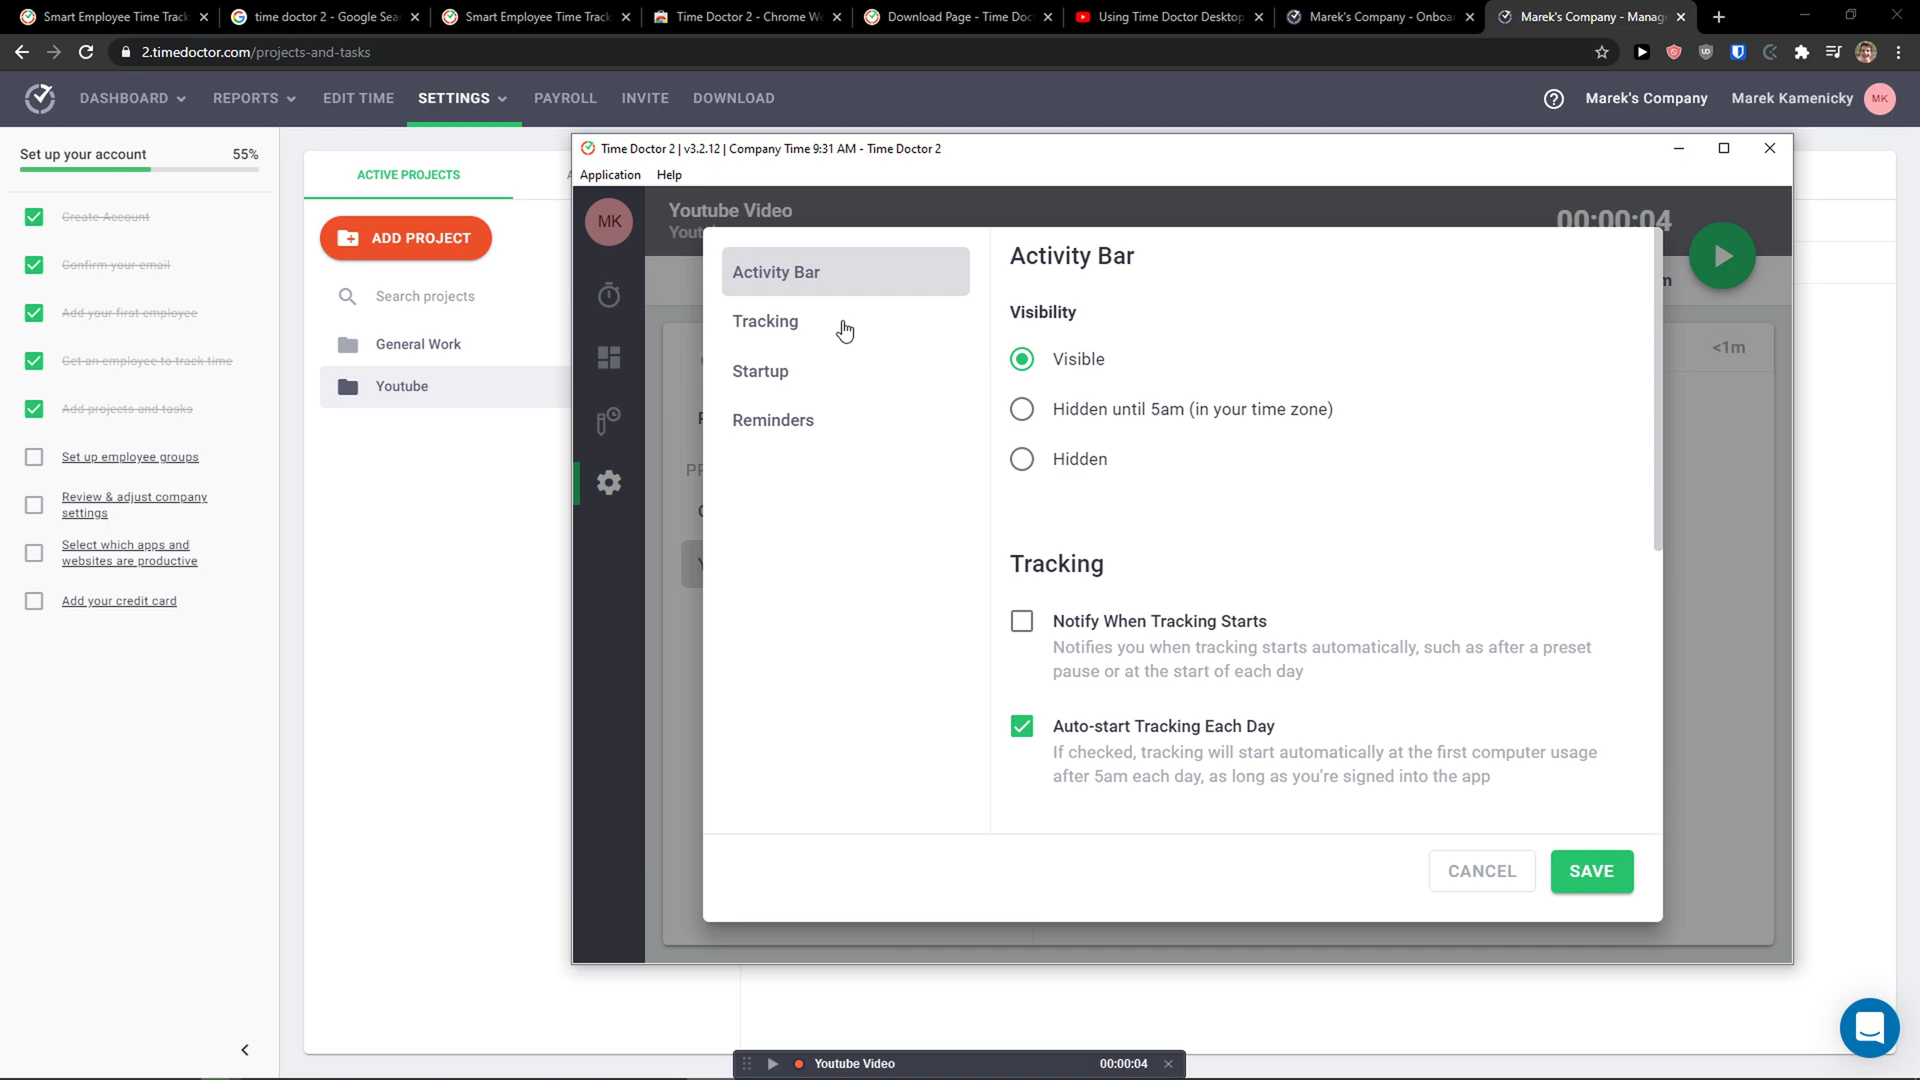 Smart Employee Time Track
time doctor 2 - Google Sea
Smart Employee Time Track
Time Doctor 2 - Chrome We
Download Page - Time Doct
Using Time Doctor Desktop
Marek's Company - Onboar
Marek's Company - Manag
2.timedoctor.com/projects-and-tasks
DASHBOARD
REPORTS
EDIT TIME
SETTINGS
PAYROLL
INVITE
DOWNLOAD
Marek's Company
Marek Kamenicky
MK
Set up your account
55%
Create Account
Confirm your email
Add your first employee
Get an employee to track time
Add projects and tasks
Set up employee groups
Review & adjust company
settings
Select which apps and
websites are productive
Add your credit card
ACTIVE PROJECTS
ADD PROJECT
Search projects
General Work
Youtube
Time Doctor 2 | v3.2.12 | Company Time 9:31 AM - Time Doctor 2
Application
Help
MK
Youtube Video
Yout
00:00:04
m
<1m
Activity Bar
Tracking
Startup
Reminders
Activity Bar
Visibility
Visible
Hidden until 5am (in your time zone)
Hidden
Tracking
Notify When Tracking Starts
Notifies you when tracking starts automatically, such as after a preset
pause or at the start of each day
Auto-start Tracking Each Day
If checked, tracking will start automatically at the first computer usage
after 5am each day, as long as you're signed into the app
CANCEL
SAVE
Youtube Video
00:00:04